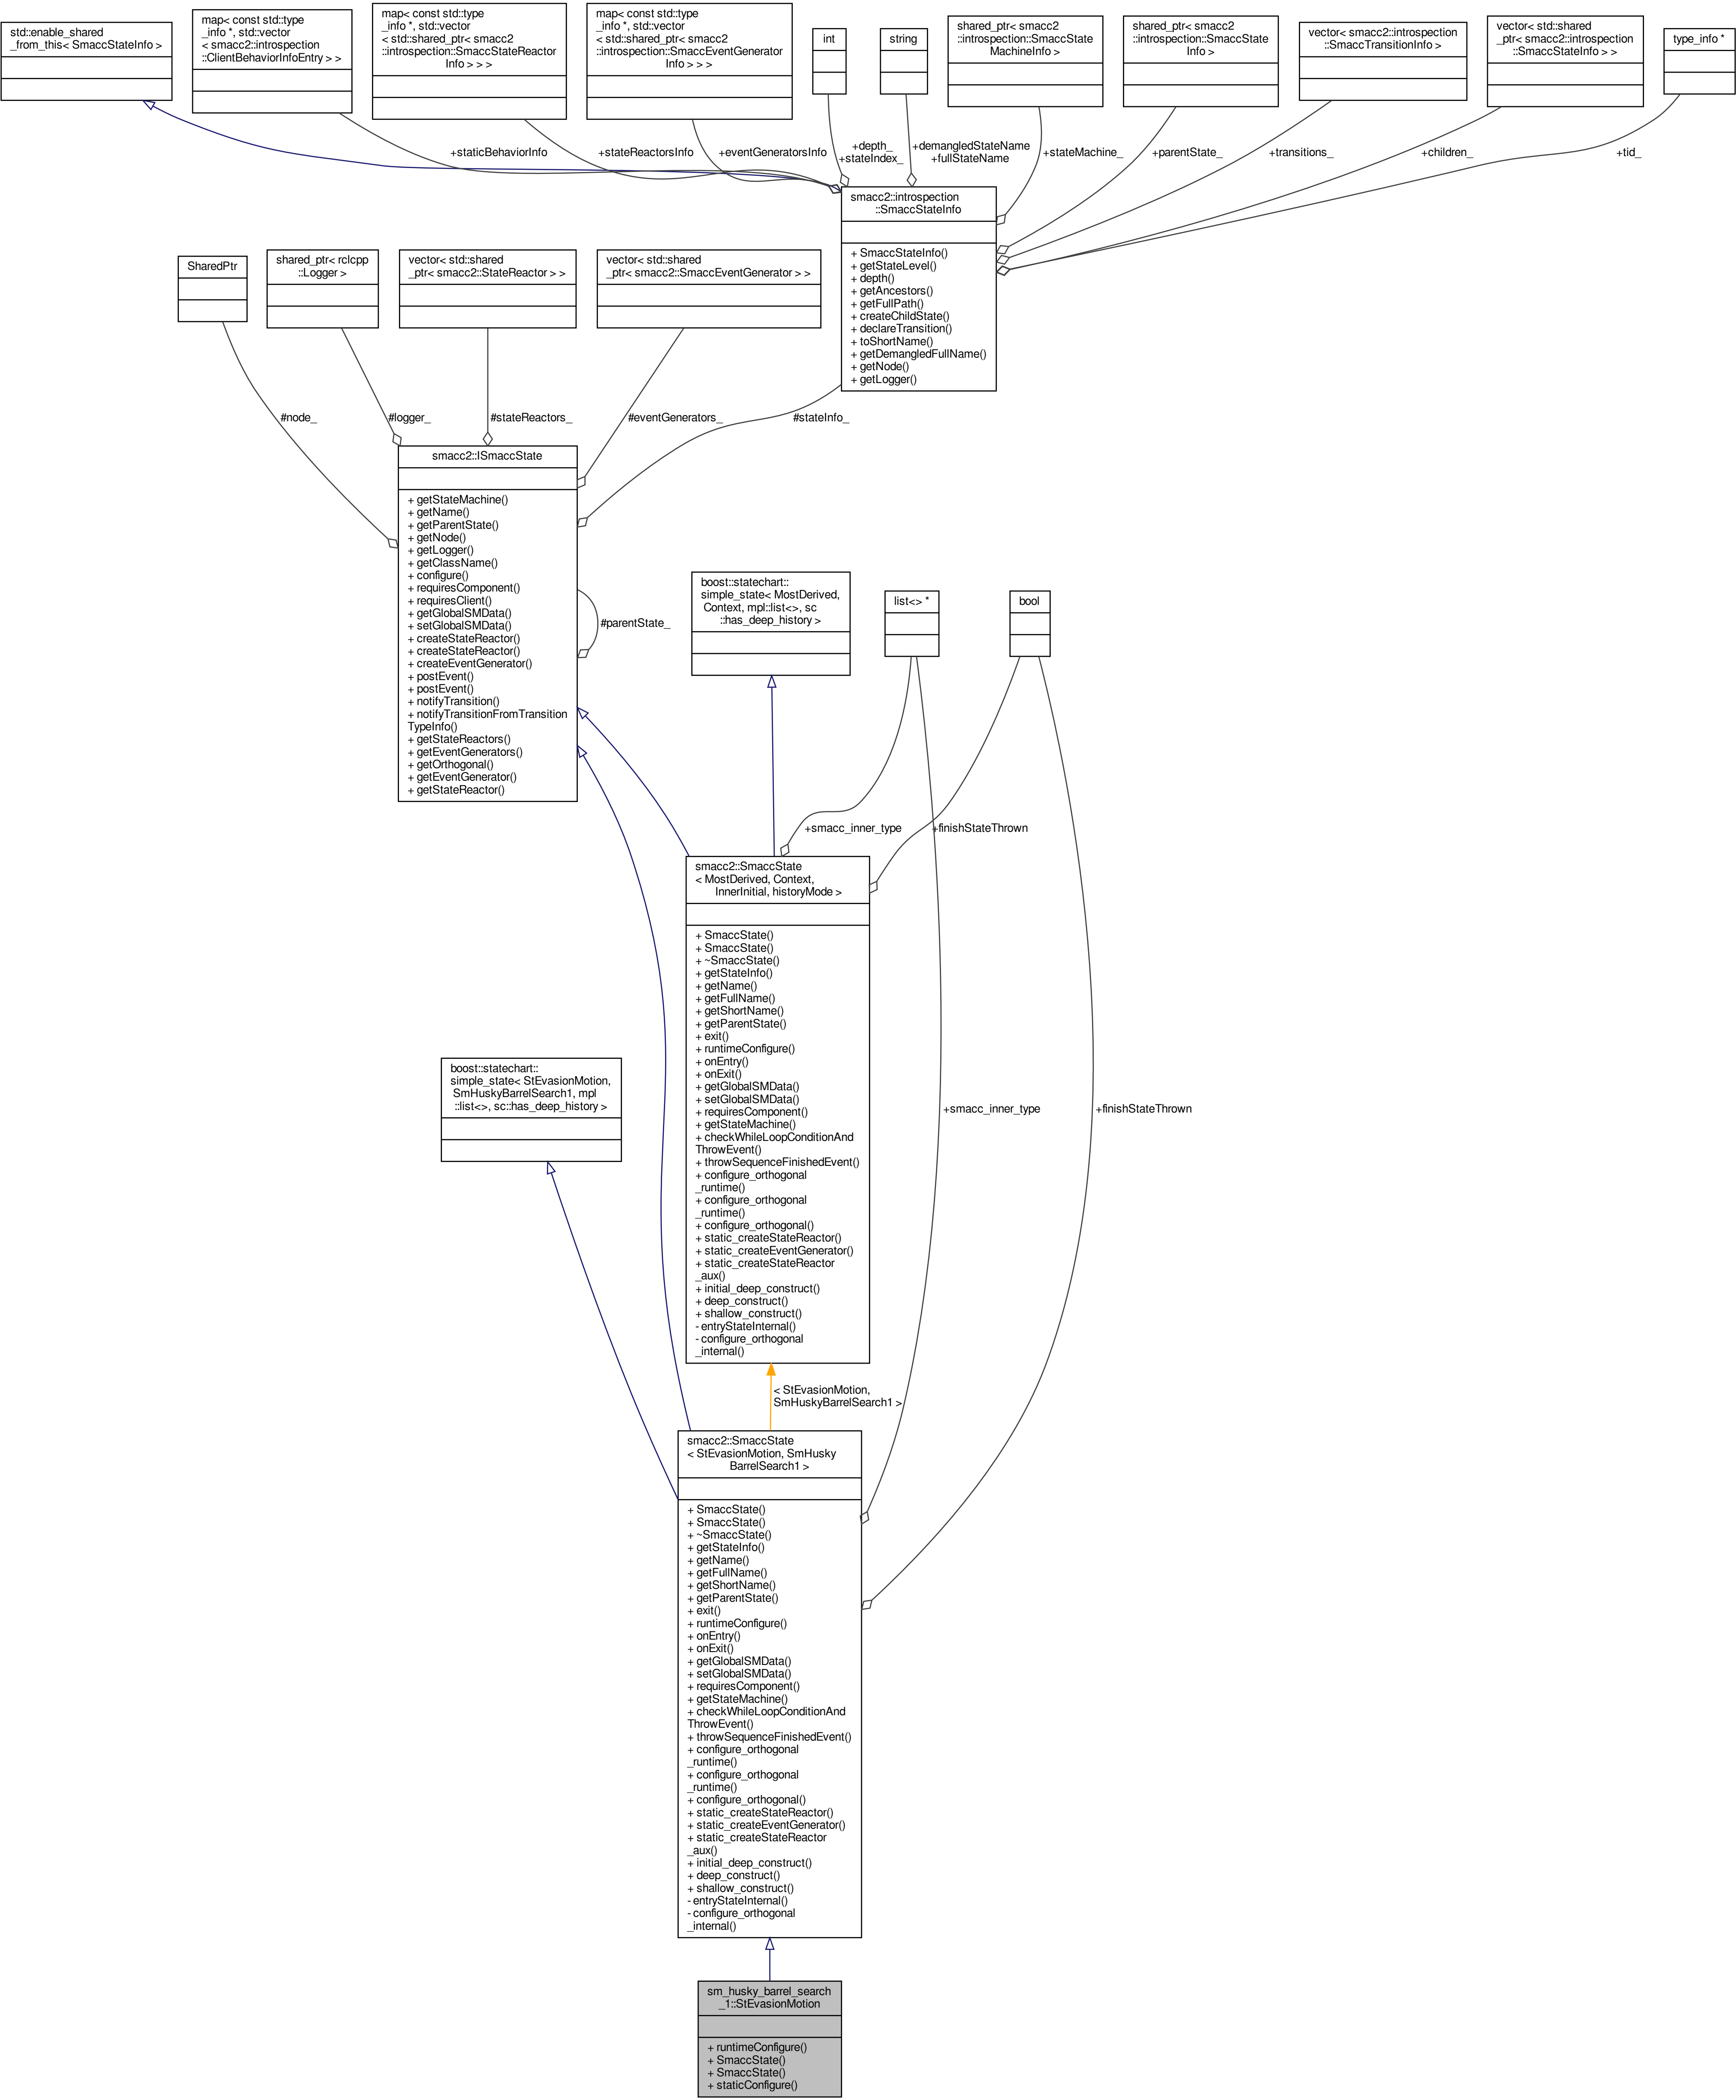 std::enable_shared
_from_this< SmaccStateInfo >
map< const std::type
_info *, std::vector
< smacc2::introspection
::ClientBehaviorInfoEntry > >
map< const std::type
_info *, std::vector
< std::shared_ptr< smacc2
::introspection::SmaccStateReactor
Info > > >
map< const std::type
_info *, std::vector
< std::shared_ptr< smacc2
::introspection::SmaccEventGenerator
Info > > >
int
string
shared_ptr< smacc2
::introspection::SmaccState
MachineInfo >
shared_ptr< smacc2
::introspection::SmaccState
Info >
vector< smacc2::introspection
::SmaccTransitionInfo >
vector< std::shared
_ptr< smacc2::introspection
::SmaccStateInfo > >
type_info *
+staticBehaviorInfo
+stateReactorsInfo
+eventGeneratorsInfo
+depth_
+stateIndex_
+demangledStateName
+fullStateName
+stateMachine_
+parentState_
+transitions_
+children_
+tid_
smacc2::introspection
::SmaccStateInfo
+ SmaccStateInfo()
+ getStateLevel()
+ depth()
+ getAncestors()
+ getFullPath()
+ createChildState()
+ declareTransition()
+ toShortName()
+ getDemangledFullName()
+ getNode()
+ getLogger()
SharedPtr
shared_ptr< rclcpp
::Logger >
vector< std::shared
_ptr< smacc2::StateReactor > >
vector< std::shared
_ptr< smacc2::SmaccEventGenerator > >
#node_
#logger_
#stateReactors_
#eventGenerators_
#stateInfo_
smacc2::ISmaccState
+ getStateMachine()
+ getName()
+ getParentState()
+ getNode()
+ getLogger()
+ getClassName()
+ configure()
+ requiresComponent()
+ requiresClient()
+ getGlobalSMData()
+ setGlobalSMData()
+ createStateReactor()
+ createStateReactor()
+ createEventGenerator()
+ postEvent()
+ postEvent()
+ notifyTransition()
+ notifyTransitionFromTransition
TypeInfo()
+ getStateReactors()
+ getEventGenerators()
+ getOrthogonal()
+ getEventGenerator()
+ getStateReactor()
#parentState_
boost::statechart::
simple_state< MostDerived,
Context, mpl::list<>, sc
::has_deep_history >
list<> *
bool
+smacc_inner_type
+finishStateThrown
smacc2::SmaccState
< MostDerived, Context,
InnerInitial, historyMode >
+ SmaccState()
+ SmaccState()
+ ~SmaccState()
+ getStateInfo()
+ getName()
+ getFullName()
+ getShortName()
+ getParentState()
+ exit()
+ runtimeConfigure()
+ onEntry()
+ onExit()
+ getGlobalSMData()
+ setGlobalSMData()
+ requiresComponent()
+ getStateMachine()
+ checkWhileLoopConditionAnd
ThrowEvent()
+ throwSequenceFinishedEvent()
+ configure_orthogonal
_runtime()
+ configure_orthogonal
_runtime()
+ configure_orthogonal()
+ static_createStateReactor()
+ static_createEventGenerator()
+ static_createStateReactor
_aux()
+ initial_deep_construct()
+ deep_construct()
+ shallow_construct()
- entryStateInternal()
- configure_orthogonal
_internal()
boost::statechart::
simple_state< StEvasionMotion,
SmHuskyBarrelSearch1, mpl
::list<>, sc::has_deep_history >
+smacc_inner_type
+finishStateThrown
< StEvasionMotion,
SmHuskyBarrelSearch1 >
smacc2::SmaccState
< StEvasionMotion, SmHusky
BarrelSearch1 >
+ SmaccState()
+ SmaccState()
+ ~SmaccState()
+ getStateInfo()
+ getName()
+ getFullName()
+ getShortName()
+ getParentState()
+ exit()
+ runtimeConfigure()
+ onEntry()
+ onExit()
+ getGlobalSMData()
+ setGlobalSMData()
+ requiresComponent()
+ getStateMachine()
+ checkWhileLoopConditionAnd
ThrowEvent()
+ throwSequenceFinishedEvent()
+ configure_orthogonal
_runtime()
+ configure_orthogonal
_runtime()
+ configure_orthogonal()
+ static_createStateReactor()
+ static_createEventGenerator()
+ static_createStateReactor
_aux()
+ initial_deep_construct()
+ deep_construct()
+ shallow_construct()
- entryStateInternal()
- configure_orthogonal
_internal()
sm_husky_barrel_search
_1::StEvasionMotion
+ runtimeConfigure()
+ SmaccState()
+ SmaccState()
+ staticConfigure()